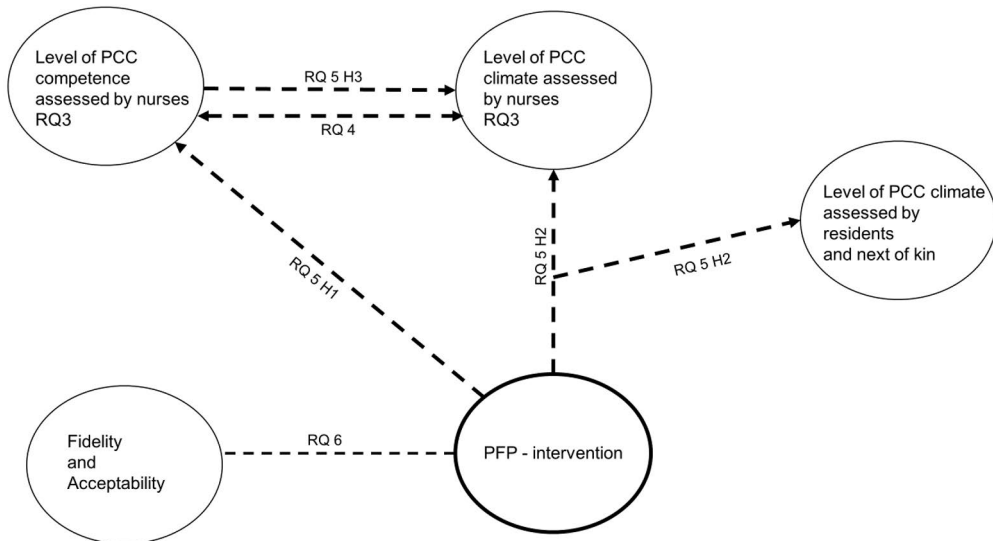 Level of PCC
competence
assessed by nurses
RQ3
RQ 5 H3
RQ 4
Level of PCC
climate assessed
by nurses
RQ3
Level of PCC climate
assessed by
residents
and next of kin
RQ 5 H1
RQ 5 H2
RQ 5 H2
Fidelity
and
Acceptability
RQ 6
PFP - intervention